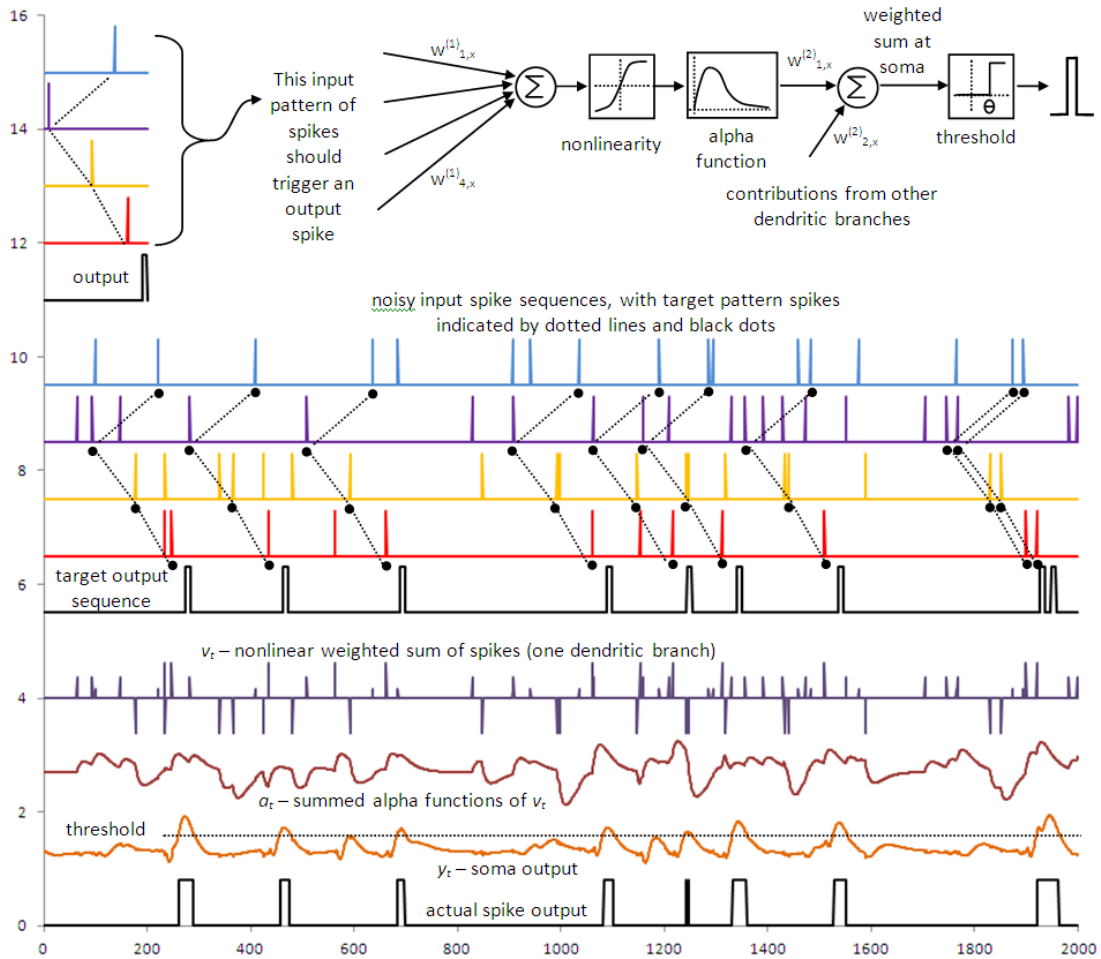 16
14
12
10
8
6
4
2
0
This input
pattern of
spikes
should
trigger an
output
spike
W(1)1,x
W(1)4,x
Σ
nonlinearity
alpha
function
W(2)1,x
W(2)2,x
Σ
weighted
sum at
soma
θ
threshold
contributions from other
dendritic branches
output
noisy input spike sequences, with target pattern spikes
indicated by dotted lines and black dots
target output
sequence
vt – nonlinear weighted sum of spikes (one dendritic branch)
at – summed alpha functions of vt
threshold
yt – soma output
actual spike output
0 200 400 600 800 1000 1200 1400 1600 1800 2000